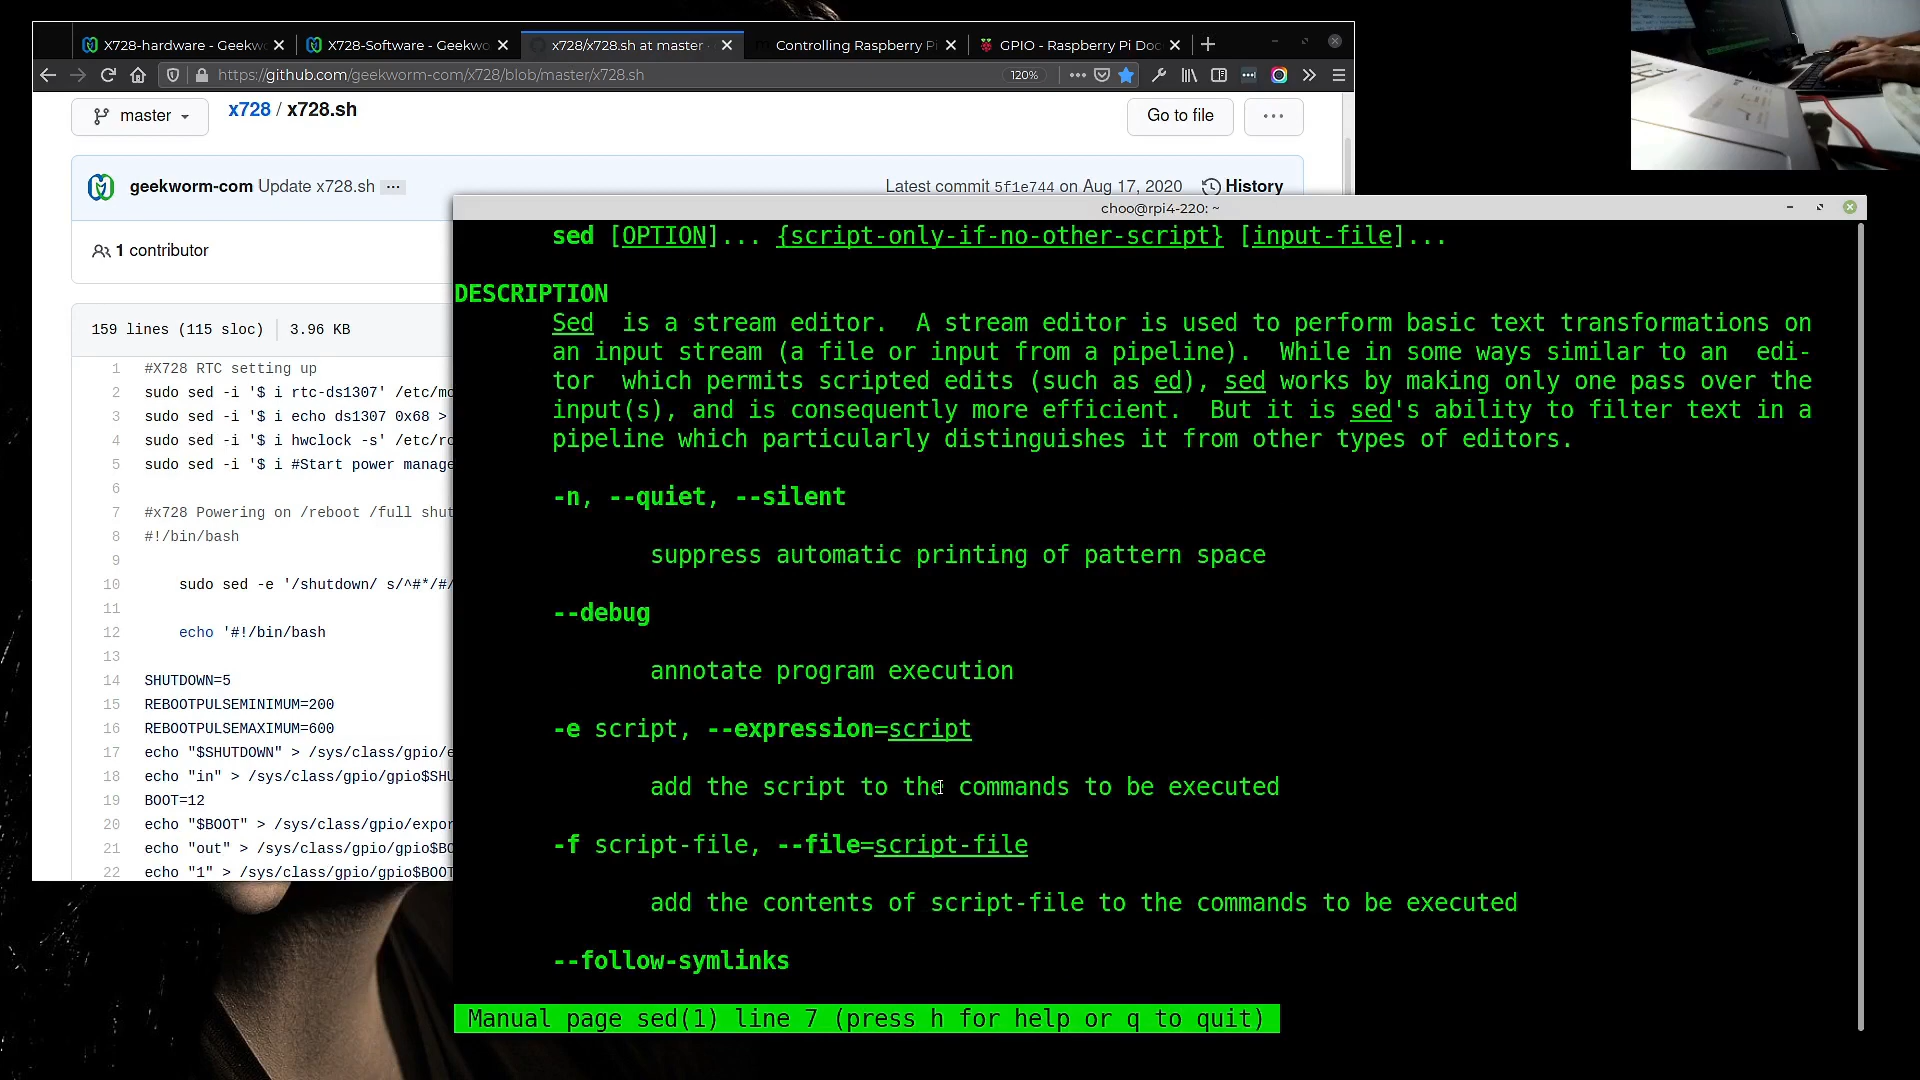 X728-hardware - Geekw
X728-Software - Geekwo
x728/x728.sh at master
Controlling Raspberry Pi
GPIO - Raspberry Pi Doc
https://github.com/geekworm-com/x728/blob/master/x728.sh
120%
master
x728 / x728.sh
Go to file
geekworm-com Update x728.sh
Latest commit 5f1e744 on Aug 17, 2020
History
1 contributor
159 lines (115 sloc) 3.96 KB
1 #X728 RTC setting up
2 sudo sed -i '$ i rtc-ds1307' /etc/mo
3 sudo sed -i '$ i echo ds1307 0x68 >
4 sudo sed -i '$ i hwclock -s' /etc/rc
5 sudo sed -i '$ i #Start power manage
6
7 #x728 Powering on /reboot /full shut
8 #!/bin/bash
9
10 sudo sed -e '/shutdown/ s/^#*/#/
11
12 echo '#!/bin/bash
13
14 SHUTDOWN=5
15 REBOOTPULSEMINIMUM=200
16 REBOOTPULSEMAXIMUM=600
17 echo "$SHUTDOWN" > /sys/class/gpio/e
18 echo "in" > /sys/class/gpio/gpio$SHU
19 BOOT=12
20 echo "$BOOT" > /sys/class/gpio/expor
21 echo "out" > /sys/class/gpio/gpio$BO
22 echo "1" > /sys/class/gpio/gpio$BOOT
choo@rpi4-220: ~
sed [OPTION]... {script-only-if-no-other-script} [input-file]...
DESCRIPTION
Sed is a stream editor. A stream editor is used to perform basic text transformations on
an input stream (a file or input from a pipeline). While in some ways similar to an edi-
tor which permits scripted edits (such as ed), sed works by making only one pass over the
input(s), and is consequently more efficient. But it is sed's ability to filter text in a
pipeline which particularly distinguishes it from other types of editors.
-n, --quiet, --silent
suppress automatic printing of pattern space
--debug
annotate program execution
-e script, --expression=script
add the script to the commands to be executed
-f script-file, --file=script-file
add the contents of script-file to the commands to be executed
--follow-symlinks
Manual page sed(1) line 7 (press h for help or q to quit)